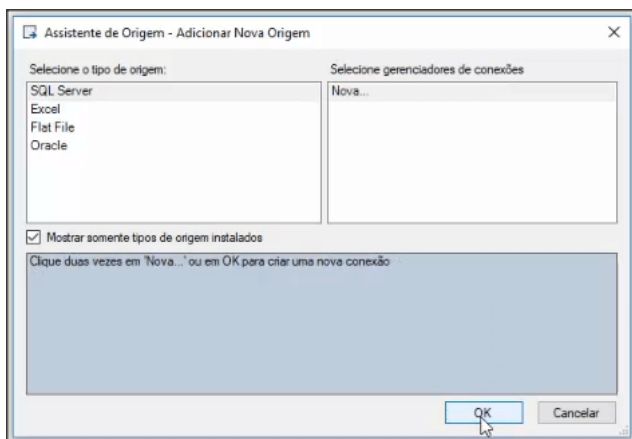 Assistente de Origem - Adicionar Nova Origem
Selecione o tipo de origem:
Selecione gerenciadores de conexões
SQL Server
Excel
Flat File
Oracle
Nova...
Mostrar somente tipos de origem instalados
Clique duas vezes em 'Nova...' ou em OK para criar uma nova conexão
OK
Cancelar